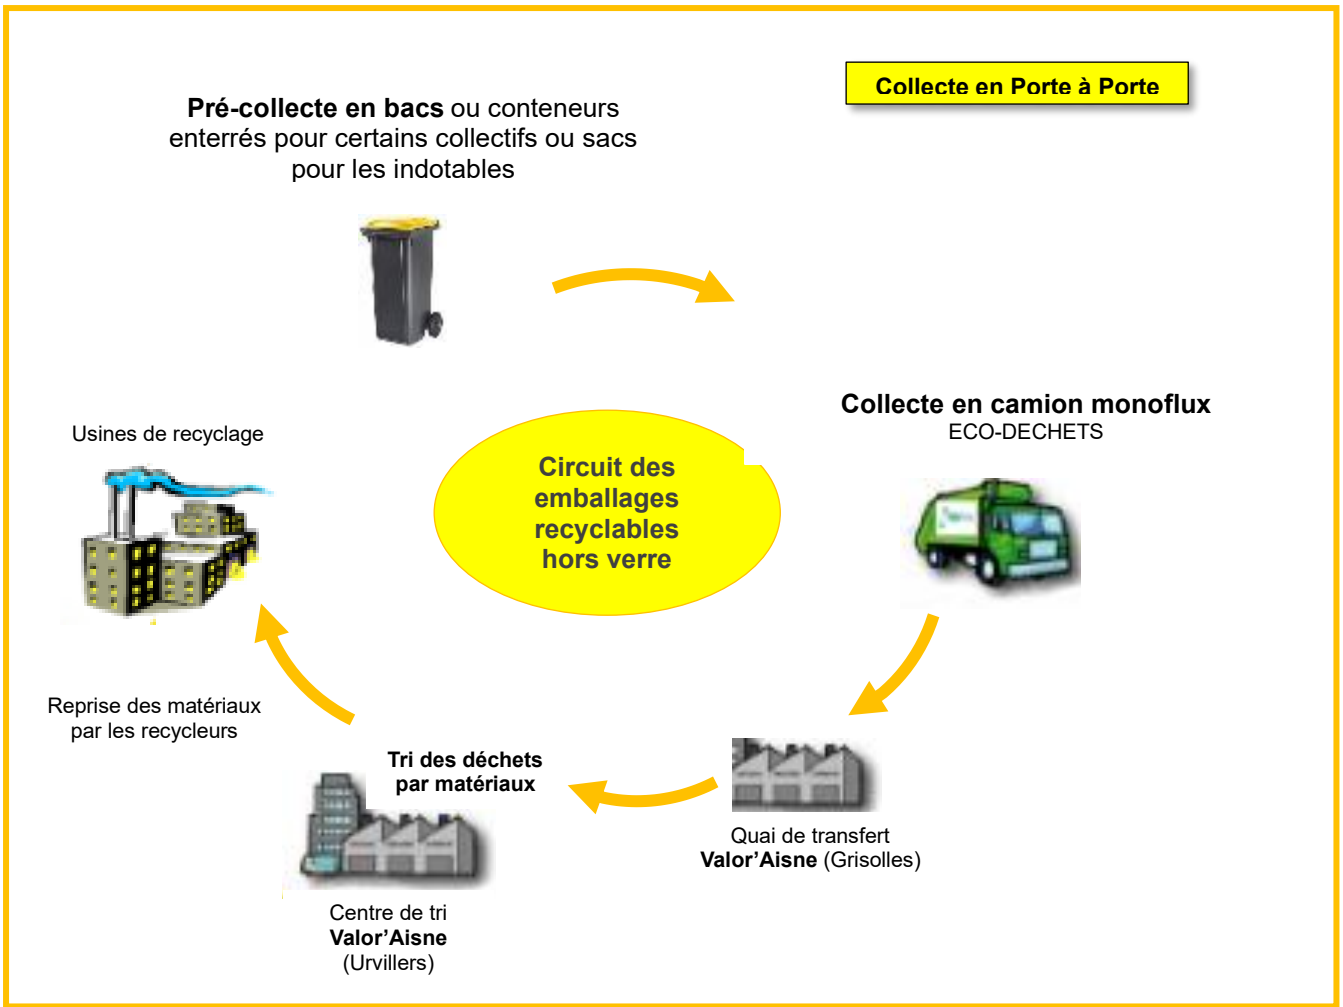 Collecte en Porte à Porte
Pré-collecte en bacs ou conteneurs
enterrés pour certains collectifs ou sacs
pour les indotables
Collecte en camion monoflux
ECO-DECHETS
Usines de recyclage
Circuit des
emballages
recyclables
hors verre
Reprise des matériaux
par les recycleurs
Tri des déchets
par matériaux
Quai de transfert
Valor’Aisne (Grisolles)
Centre de tri
Valor’Aisne
(Urvillers)